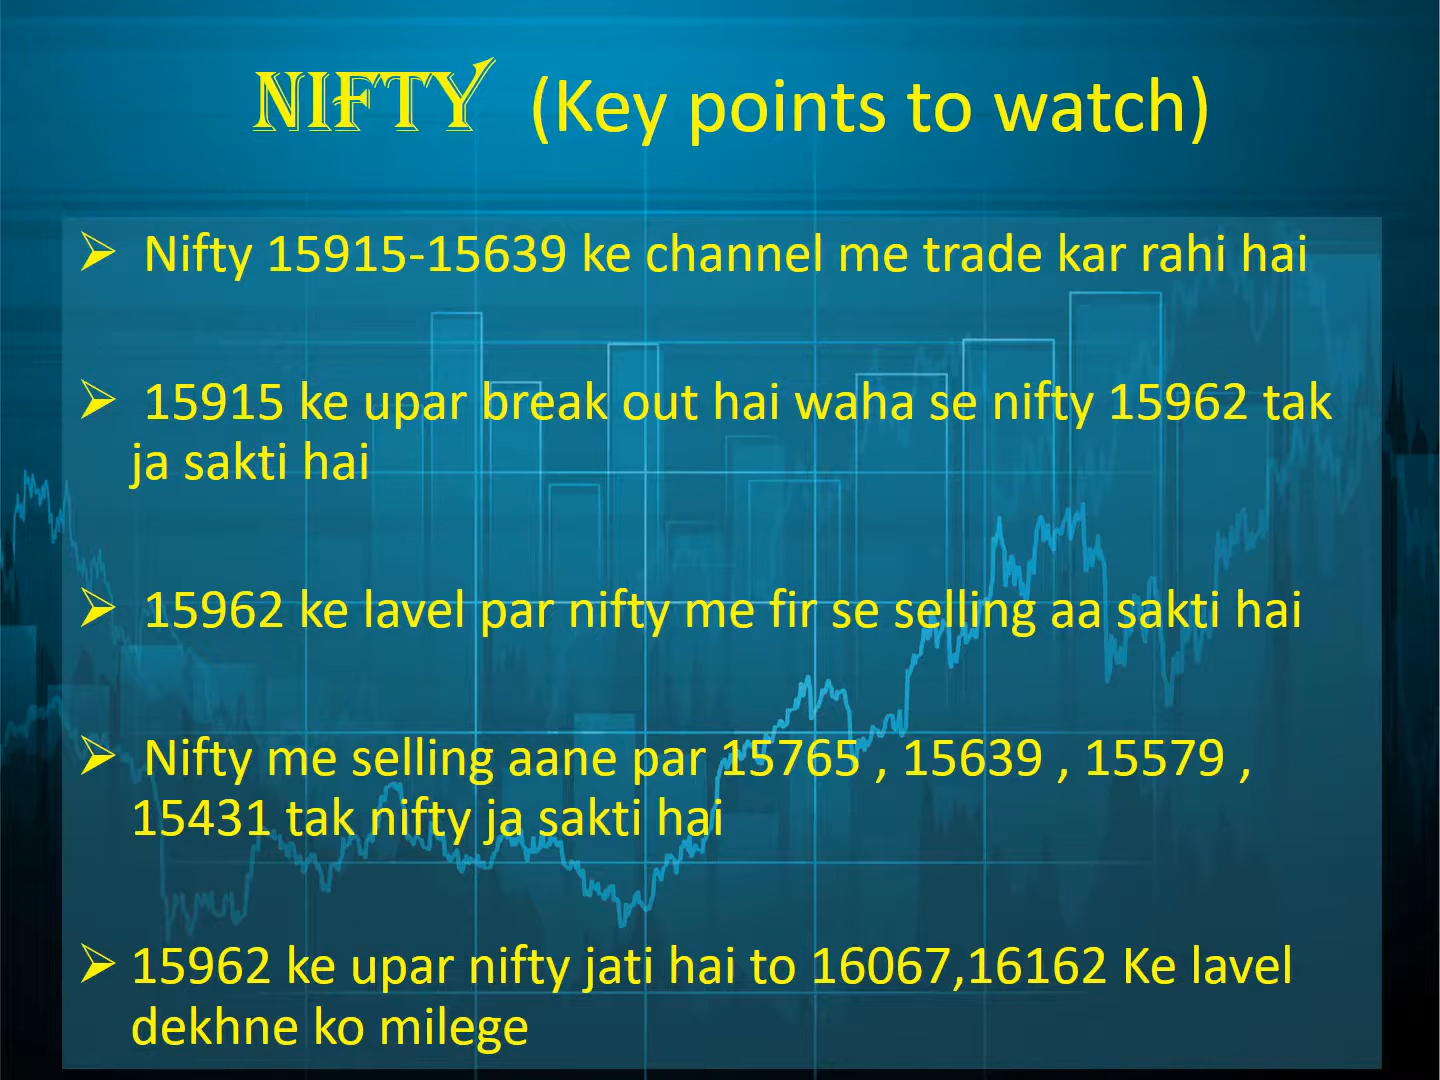 NIFTY (Key points to watch)
➢ Nifty 15915-15639 ke channel me trade kar rahi hai
➢ 15915 ke upar break out hai waha se nifty 15962 tak
ja sakti hai
➢ 15962 ke lavel par nifty me fir se selling aa sakti hai
➢ Nifty me selling aane par 15765 , 15639 , 15579 ,
15431 tak nifty ja sakti hai
➢ 15962 ke upar nifty jati hai to 16067,16162 Ke lavel
dekhne ko milege